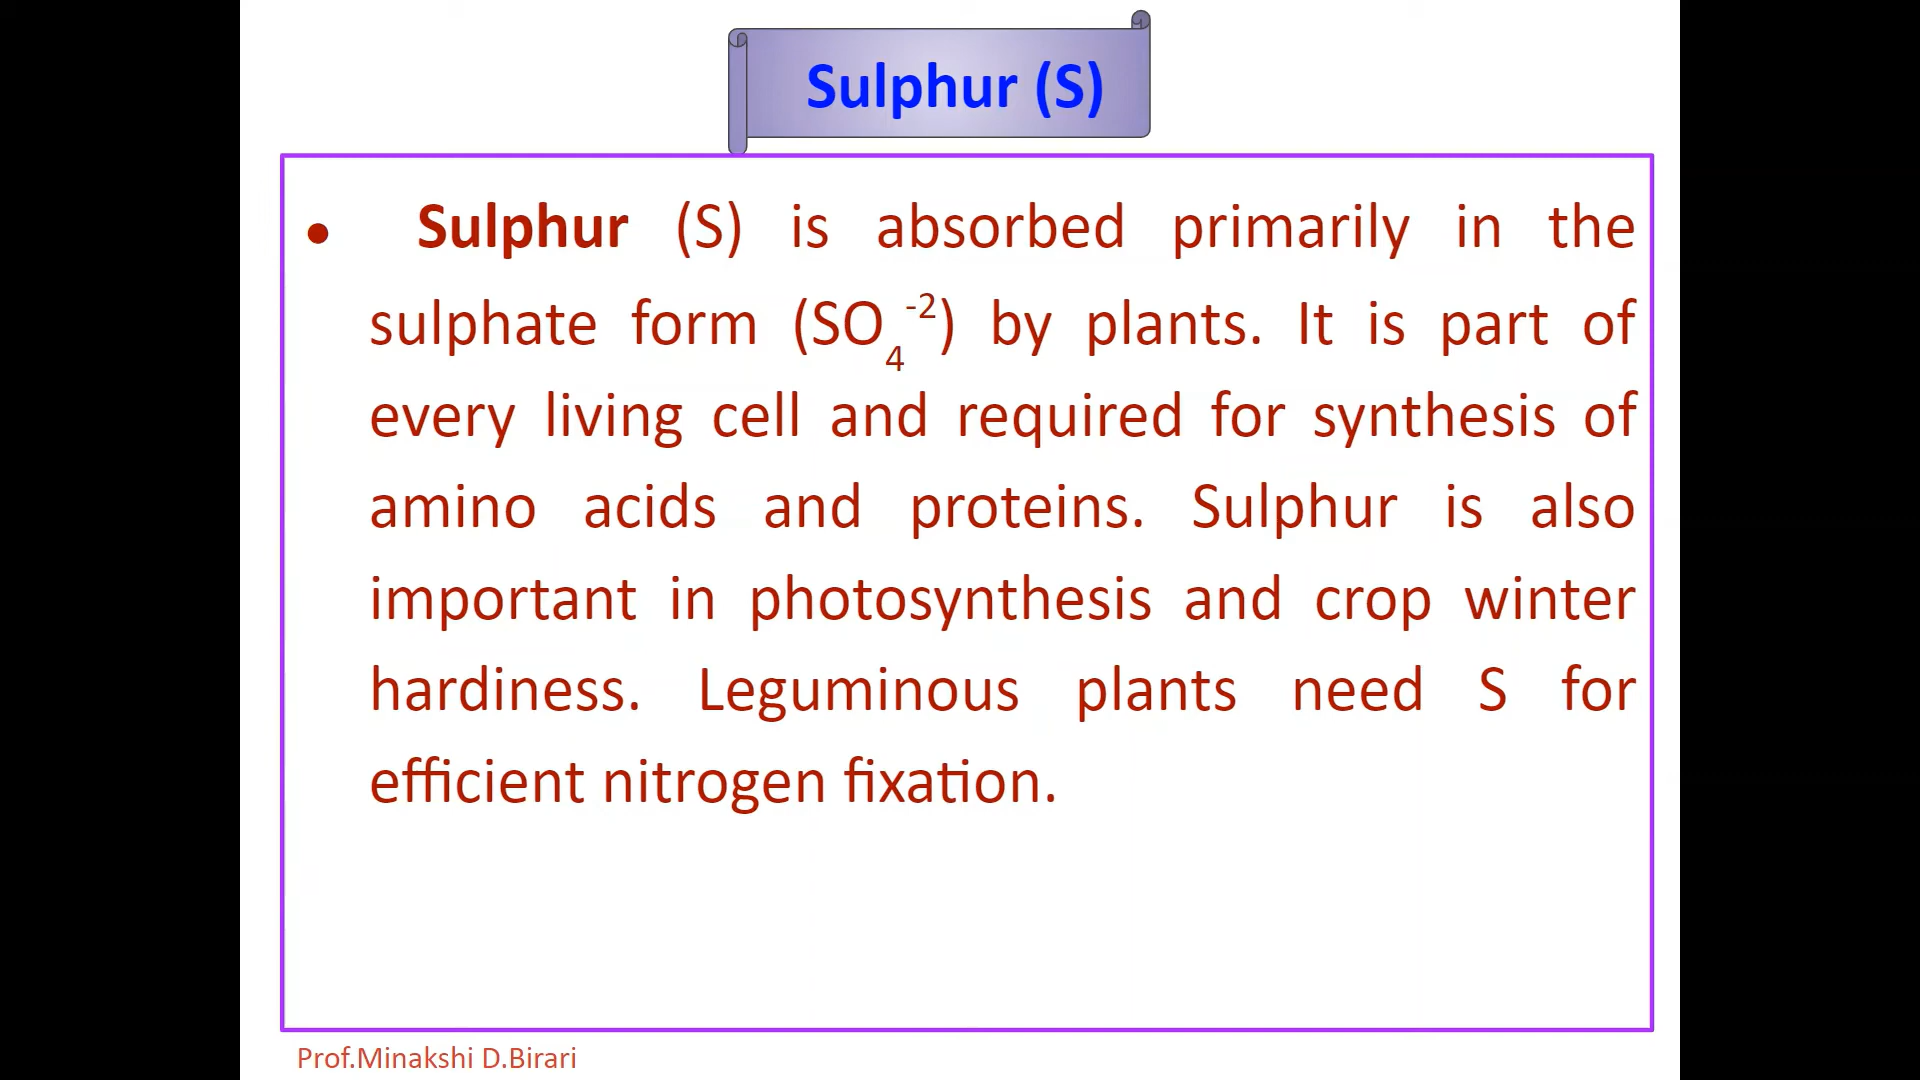 Sulphur (S)
• Sulphur (S) is absorbed primarily in the
sulphate form (SO₄⁻²) by plants. It is part of
every living cell and required for synthesis of
amino acids and proteins. Sulphur is also
important in photosynthesis and crop winter
hardiness. Leguminous plants need S for
efficient nitrogen fixation.
Prof.Minakshi D.Birari